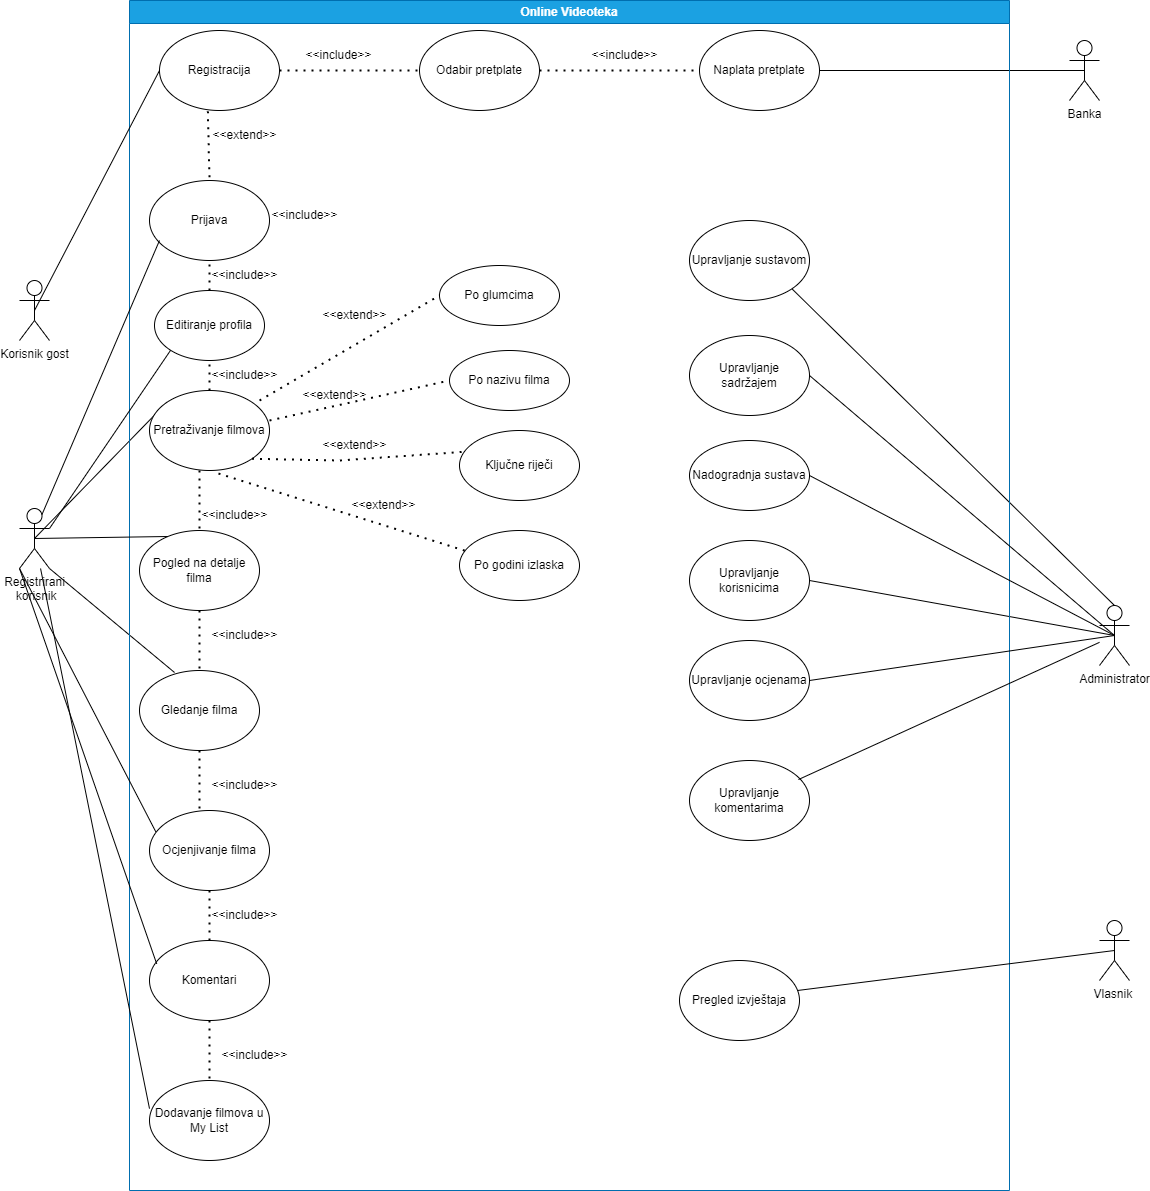 Online Videoteka
Registracija
<<include>>
Odabir pretplate
<<include>>
Naplata pretplate
Banka
<<extend>>
Prijava
<<include>>
<<include>>
Korisnik gost
Editiranje profila
<<include>>
Pretraživanje filmova
<<extend>>
Po glumcima
<<extend>>
Po nazivu filma
<<extend>>
Ključne riječi
<<extend>>
Po godini izlaska
<<include>>
Registrirani
korisnik
Pogled na detalje
filma
<<include>>
Gledanje filma
<<include>>
Ocjenjivanje filma
<<include>>
Komentari
<<include>>
Dodavanje filmova u
My List
Upravljanje sustavom
Upravljanje
sadržajem
Nadogradnja sustava
Upravljanje
korisnicima
Upravljanje ocjenama
Upravljanje
komentarima
Administrator
Pregled izvještaja
Vlasnik